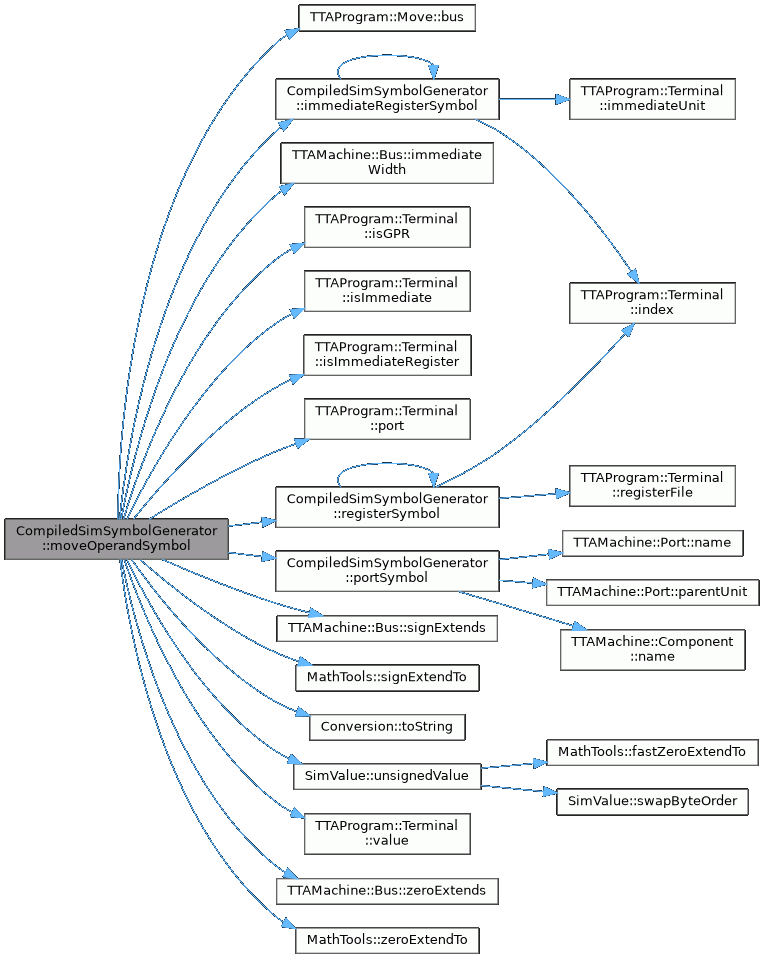 TTAProgram::Move::bus
CompiledSimSymbolGenerator
::immediateRegisterSymbol
TTAProgram::Terminal
::immediateUnit
TTAMachine::Bus::immediate
Width
TTAProgram::Terminal
::isGPR
TTAProgram::Terminal
::isImmediate
TTAProgram::Terminal
::index
TTAProgram::Terminal
::isImmediateRegister
TTAProgram::Terminal
::port
CompiledSimSymbolGenerator
::registerSymbol
TTAProgram::Terminal
::registerFile
CompiledSimSymbolGenerator
::moveOperandSymbol
CompiledSimSymbolGenerator
::portSymbol
TTAMachine::Port::name
TTAMachine::Port::parentUnit
TTAMachine::Bus::signExtends
TTAMachine::Component
::name
MathTools::signExtendTo
Conversion::toString
SimValue::unsignedValue
MathTools::fastZeroExtendTo
SimValue::swapByteOrder
TTAProgram::Terminal
::value
TTAMachine::Bus::zeroExtends
MathTools::zeroExtendTo